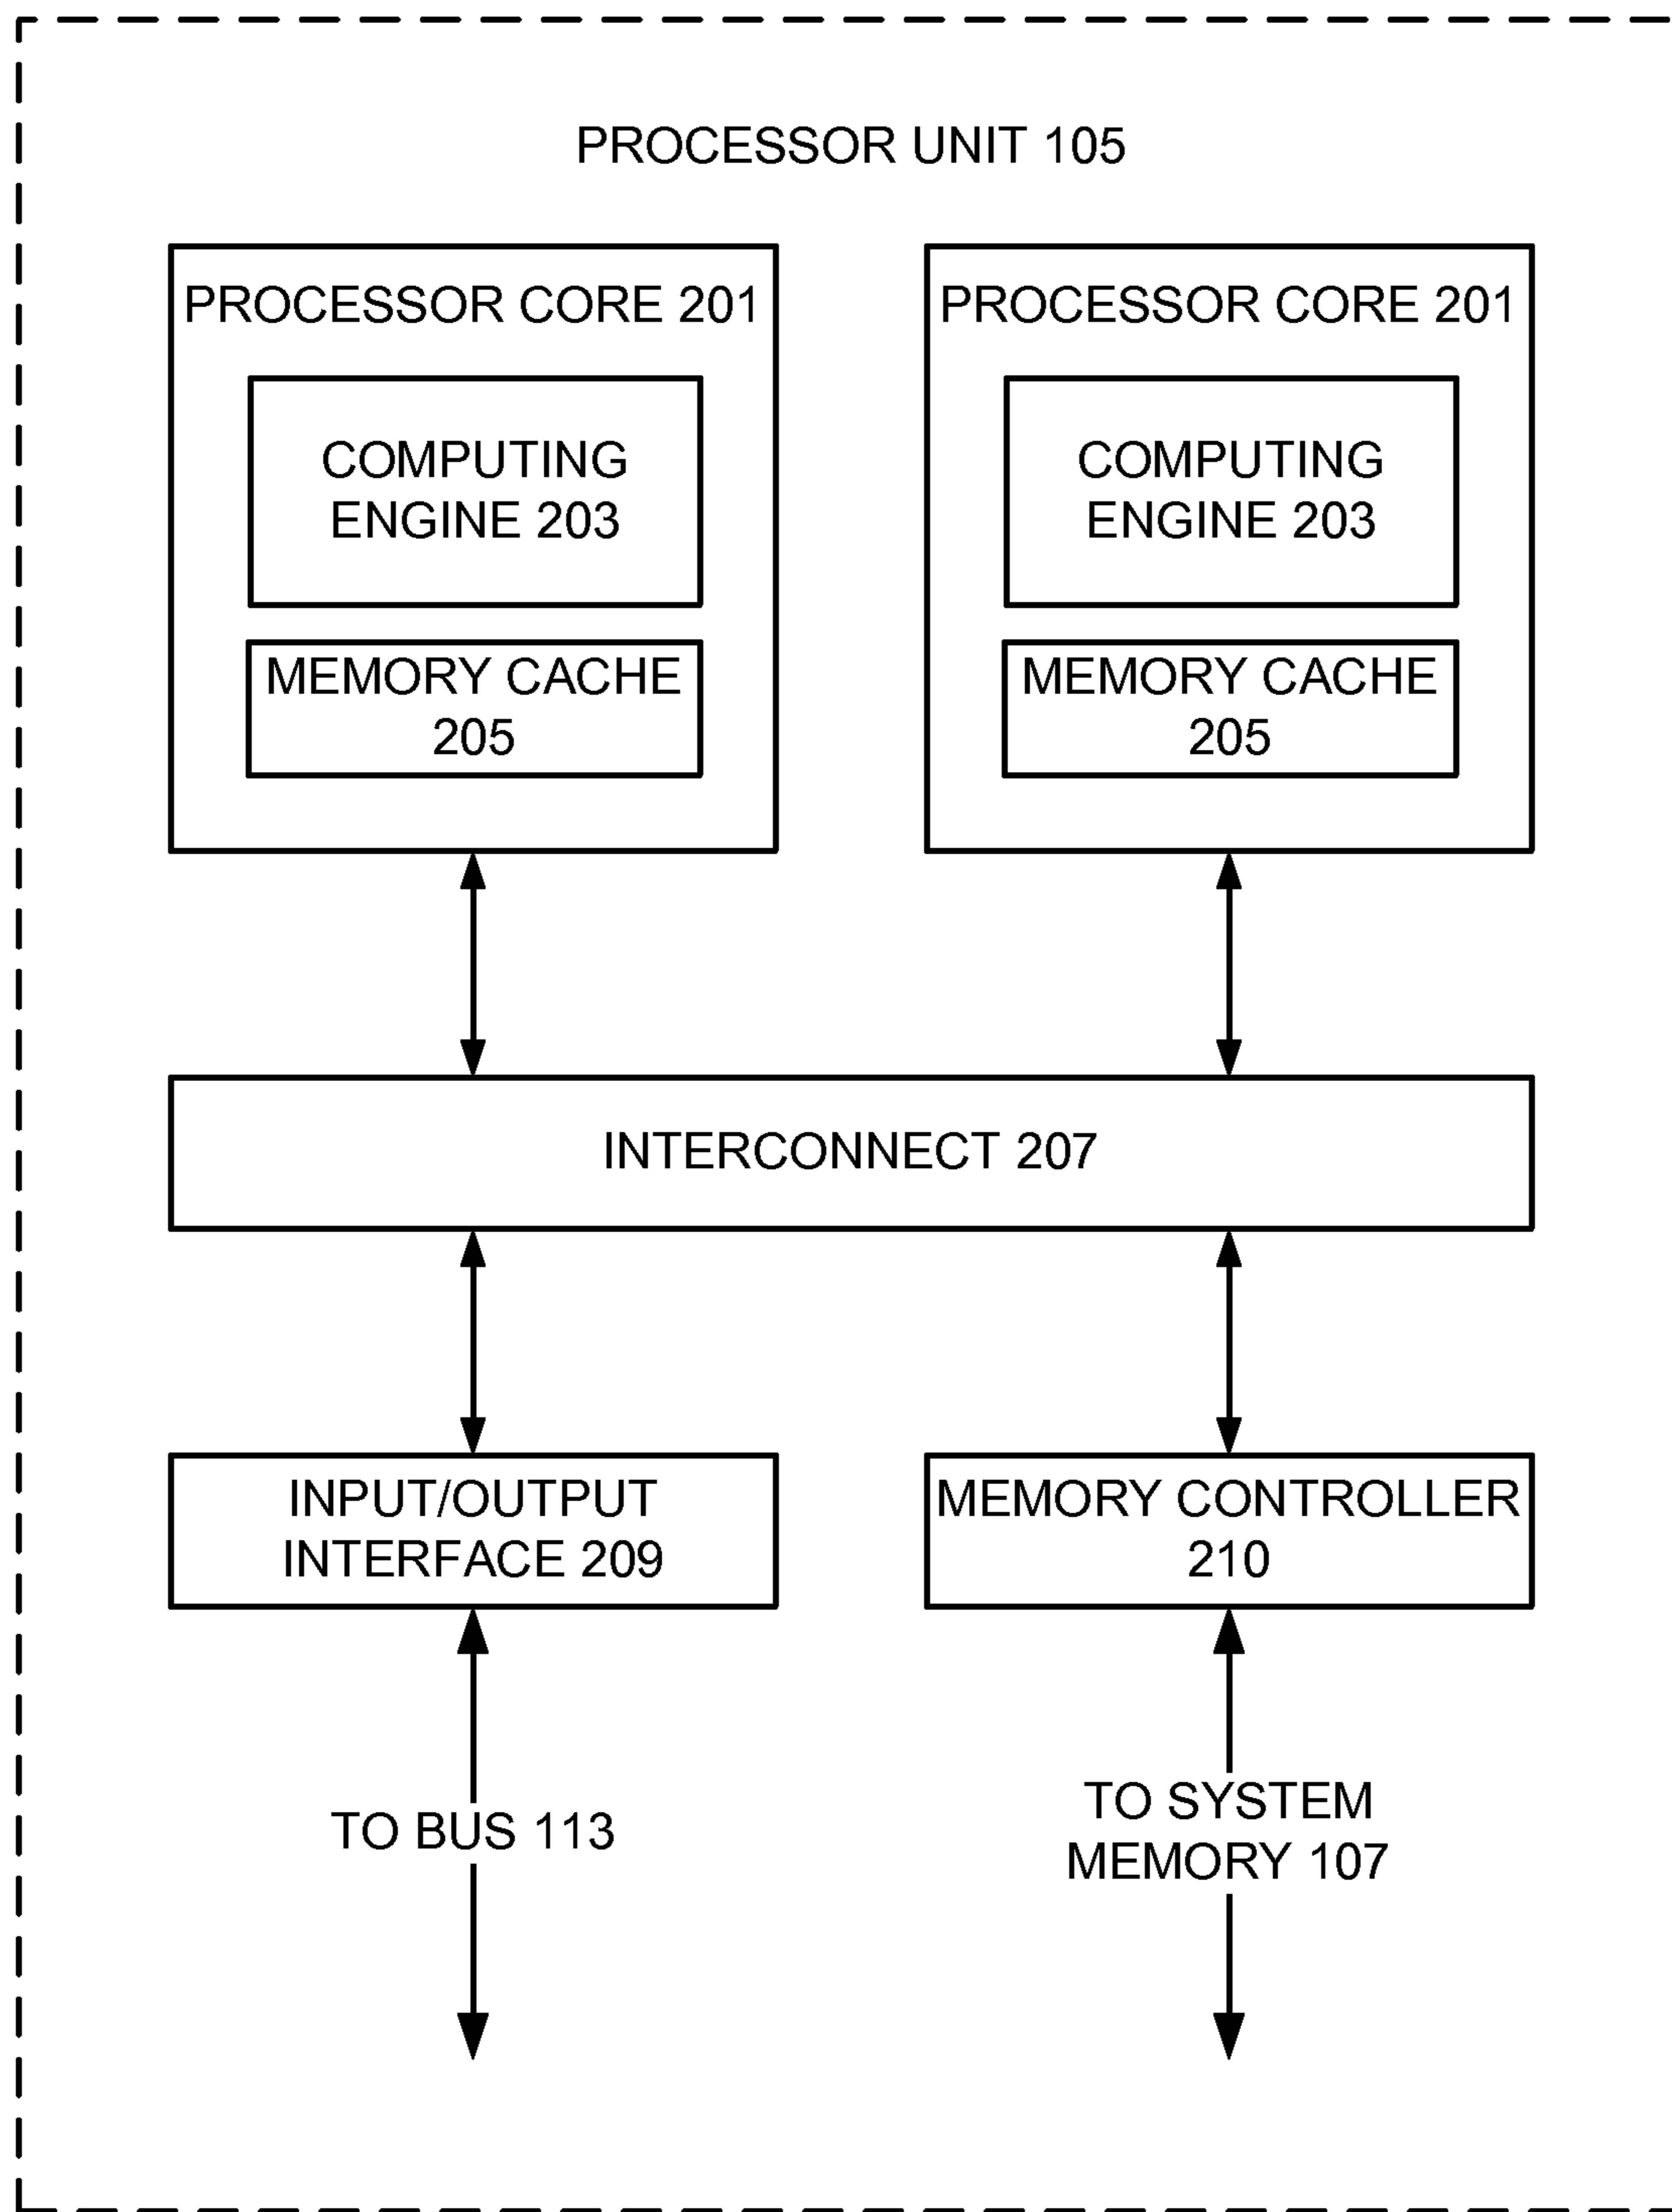 PROCESSOR UNIT 105
PROCESSOR CORE 201
COMPUTING
ENGINE 203
MEMORY CACHE
205
PROCESSOR CORE 201
COMPUTING
ENGINE 203
MEMORY CACHE
205
INTERCONNECT 207
INPUT/OUTPUT
INTERFACE 209
MEMORY CONTROLLER
210
TO BUS 113
TO SYSTEM
MEMORY 107